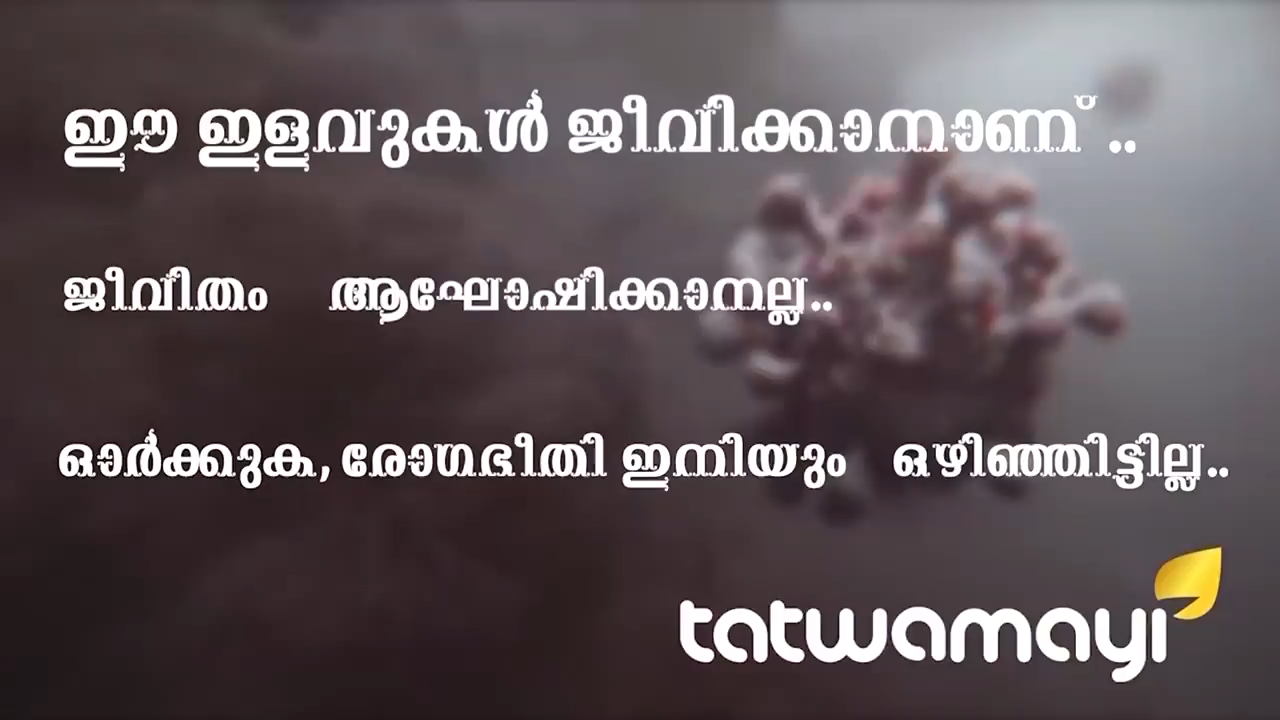 ഈ ഇളവുകൾ ജീവിക്കാനാണ് ..
ജീവിതം ആഘോഷിക്കാനല്ല..
ഓർക്കുക, രോഗഭീതി ഇനിയും ഒഴിഞ്ഞിട്ടില്ല..
tatwamayi